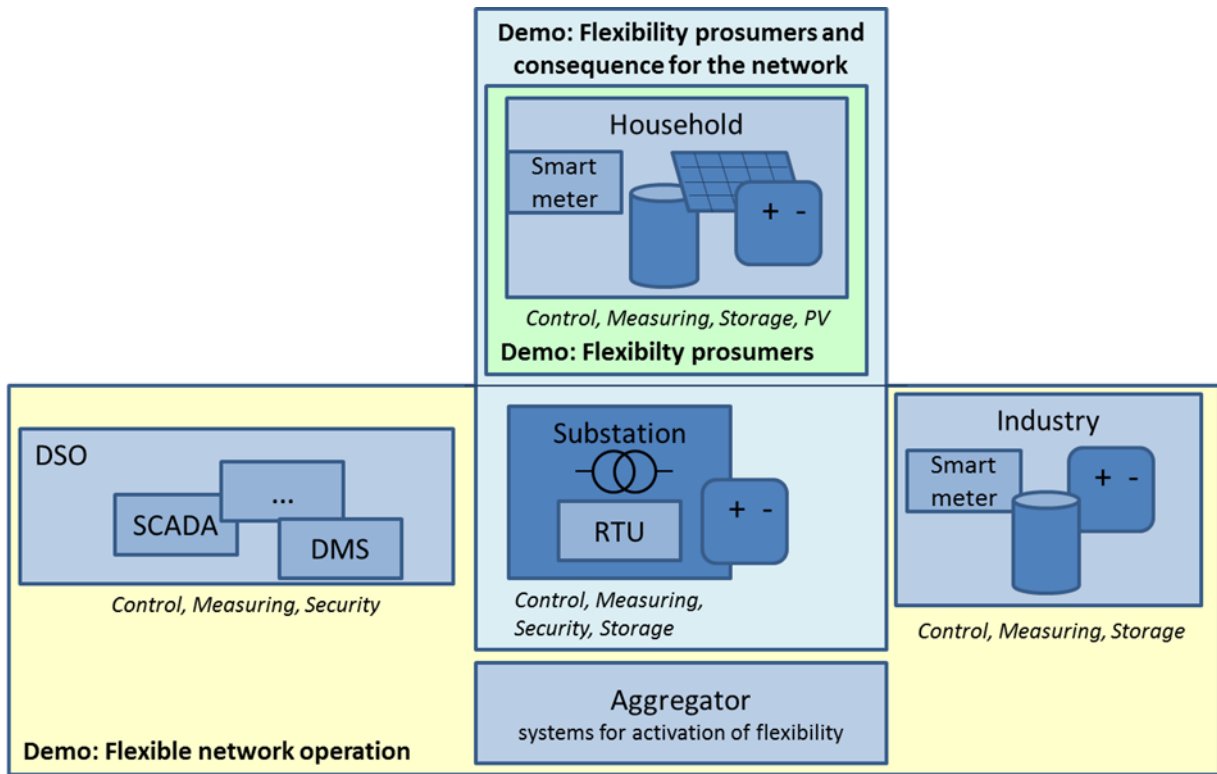 Demo: Flexibility prosumers and
consequence for the network
Household
Smart
meter
+ -
Control, Measuring, Storage, PV
Demo: Flexibilty prosumers
DSO
SCADA
...
DMS
Control, Measuring, Security
Substation
RTU
+ -
Control, Measuring,
Security, Storage
Industry
Smart
meter
+ -
Control, Measuring, Storage
Aggregator
systems for activation of flexibility
Demo: Flexible network operation